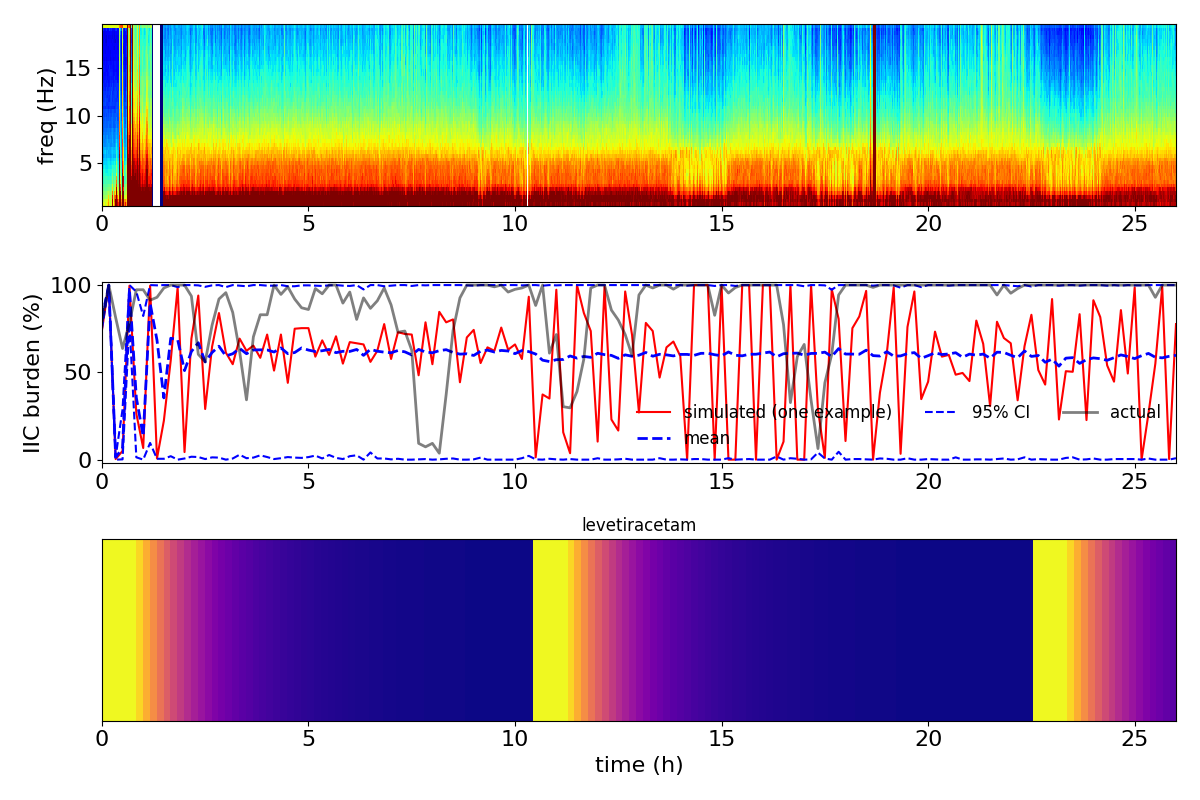 freq (Hz)
15
10
5
0 5 10 15 20 25
IIC burden (%)
100
50
0
simulated (one example) 95% CI actual
mean
0 5 10 15 20 25
levetiracetam
0 5 10 15 20 25
time (h)